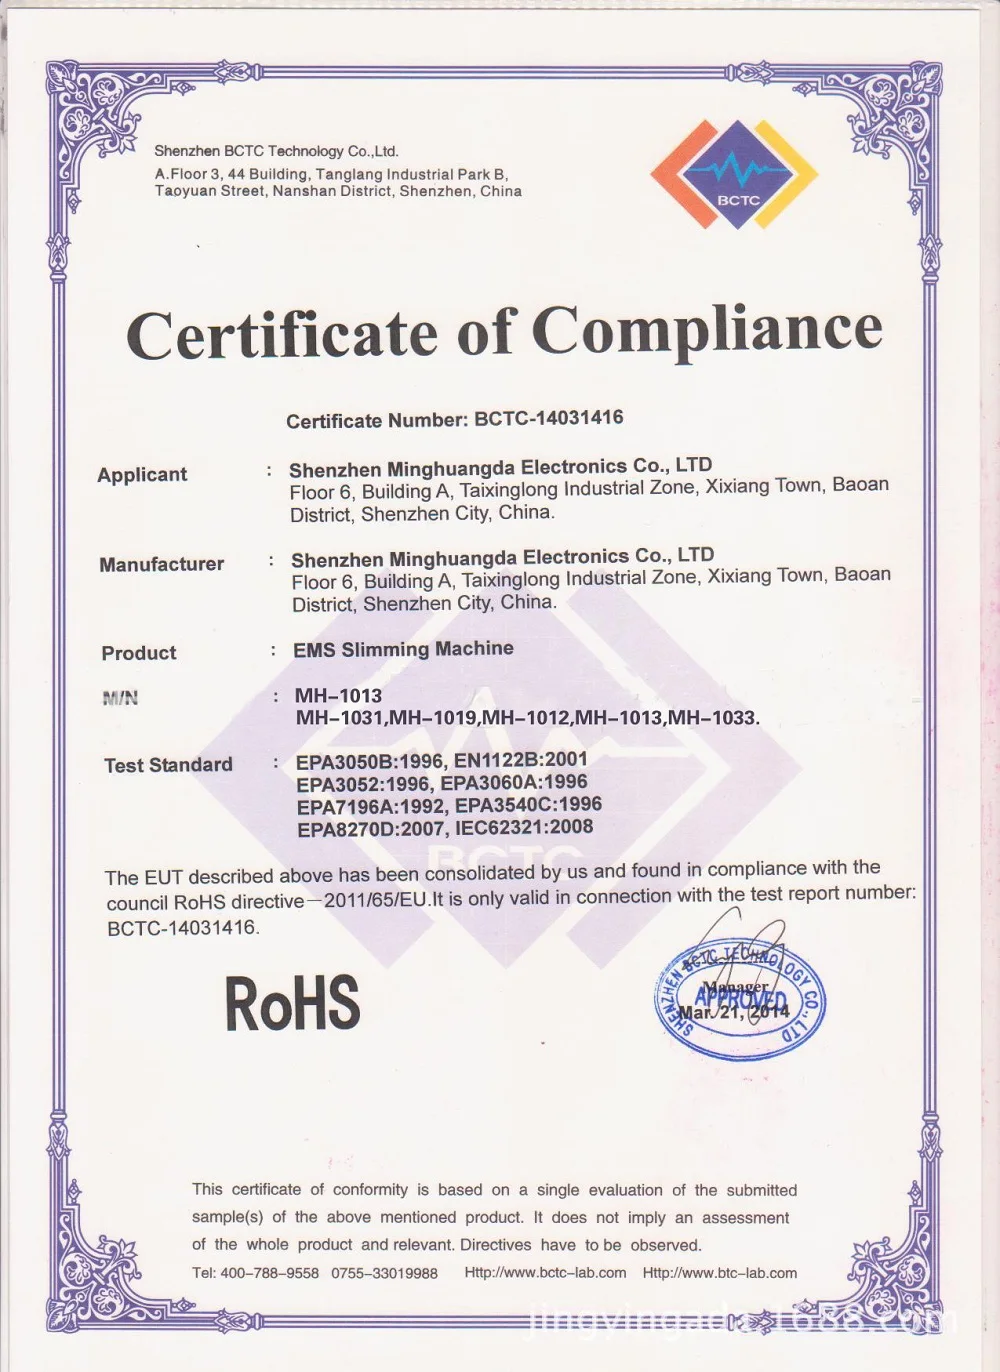 Shenzhen BCTC Technology Co.,Ltd.
A.Floor 3, 44 Building, Tanglang Industrial Park B,
Taoyuan Street, Nanshan District, Shenzhen, China
BCTC
Certificate of Compliance
Certificate Number: BCTC-14031416
Applicant : Shenzhen Minghuangda Electronics Co., LTD
Floor 6, Building A, Taixinglong Industrial Zone, Xixiang Town, Baoan
District, Shenzhen City, China.
Manufacturer : Shenzhen Minghuangda Electronics Co., LTD
Floor 6, Building A, Taixinglong Industrial Zone, Xixiang Town, Baoan
District, Shenzhen City, China.
Product : EMS Slimming Machine
M/N : MH-1013
MH-1031,MH-1019,MH-1012,MH-1013,MH-1033.
Test Standard : EPA3050B:1996, EN1122B:2001
EPA3052:1996, EPA3060A:1996
EPA7196A:1992, EPA3540C:1996
EPA8270D:2007, IEC62321:2008
BCTC
The EUT described above has been consolidated by us and found in compliance with the
council RoHS directive—2011/65/EU.It is only valid in connection with the test report number:
BCTC-14031416.
RoHS
SHENZHEN BCTC TECHNOLOGY CO., LTD
Manager
APPROVED
Mar. 21, 2014
This certificate of conformity is based on a single evaluation of the submitted
sample(s) of the above mentioned product. It does not imply an assessment
of the whole product and relevant. Directives have to be observed.
Tel: 400-788-9558 0755-33019988 Http://www.bctc-lab.com Http://www.btc-lab.com
jingyingada.1688.com